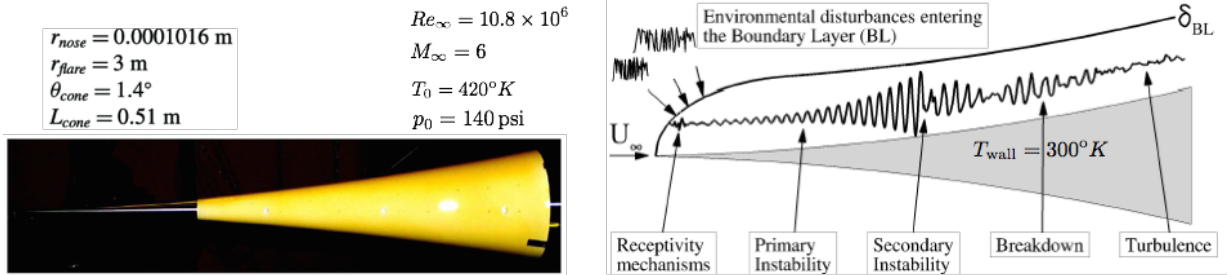 r_nose = 0.0001016 m
r_flare = 3 m
θ_cone = 1.4°
L_cone = 0.51 m
Re_∞ = 10.8 × 10^6
M_∞ = 6
T_0 = 420°K
p_0 = 140 psi
Environmental disturbances entering
the Boundary Layer (BL)
δ_BL
U_∞
T_wall = 300°K
Receptivity
mechanisms
Primary
Instability
Secondary
Instability
Breakdown
Turbulence